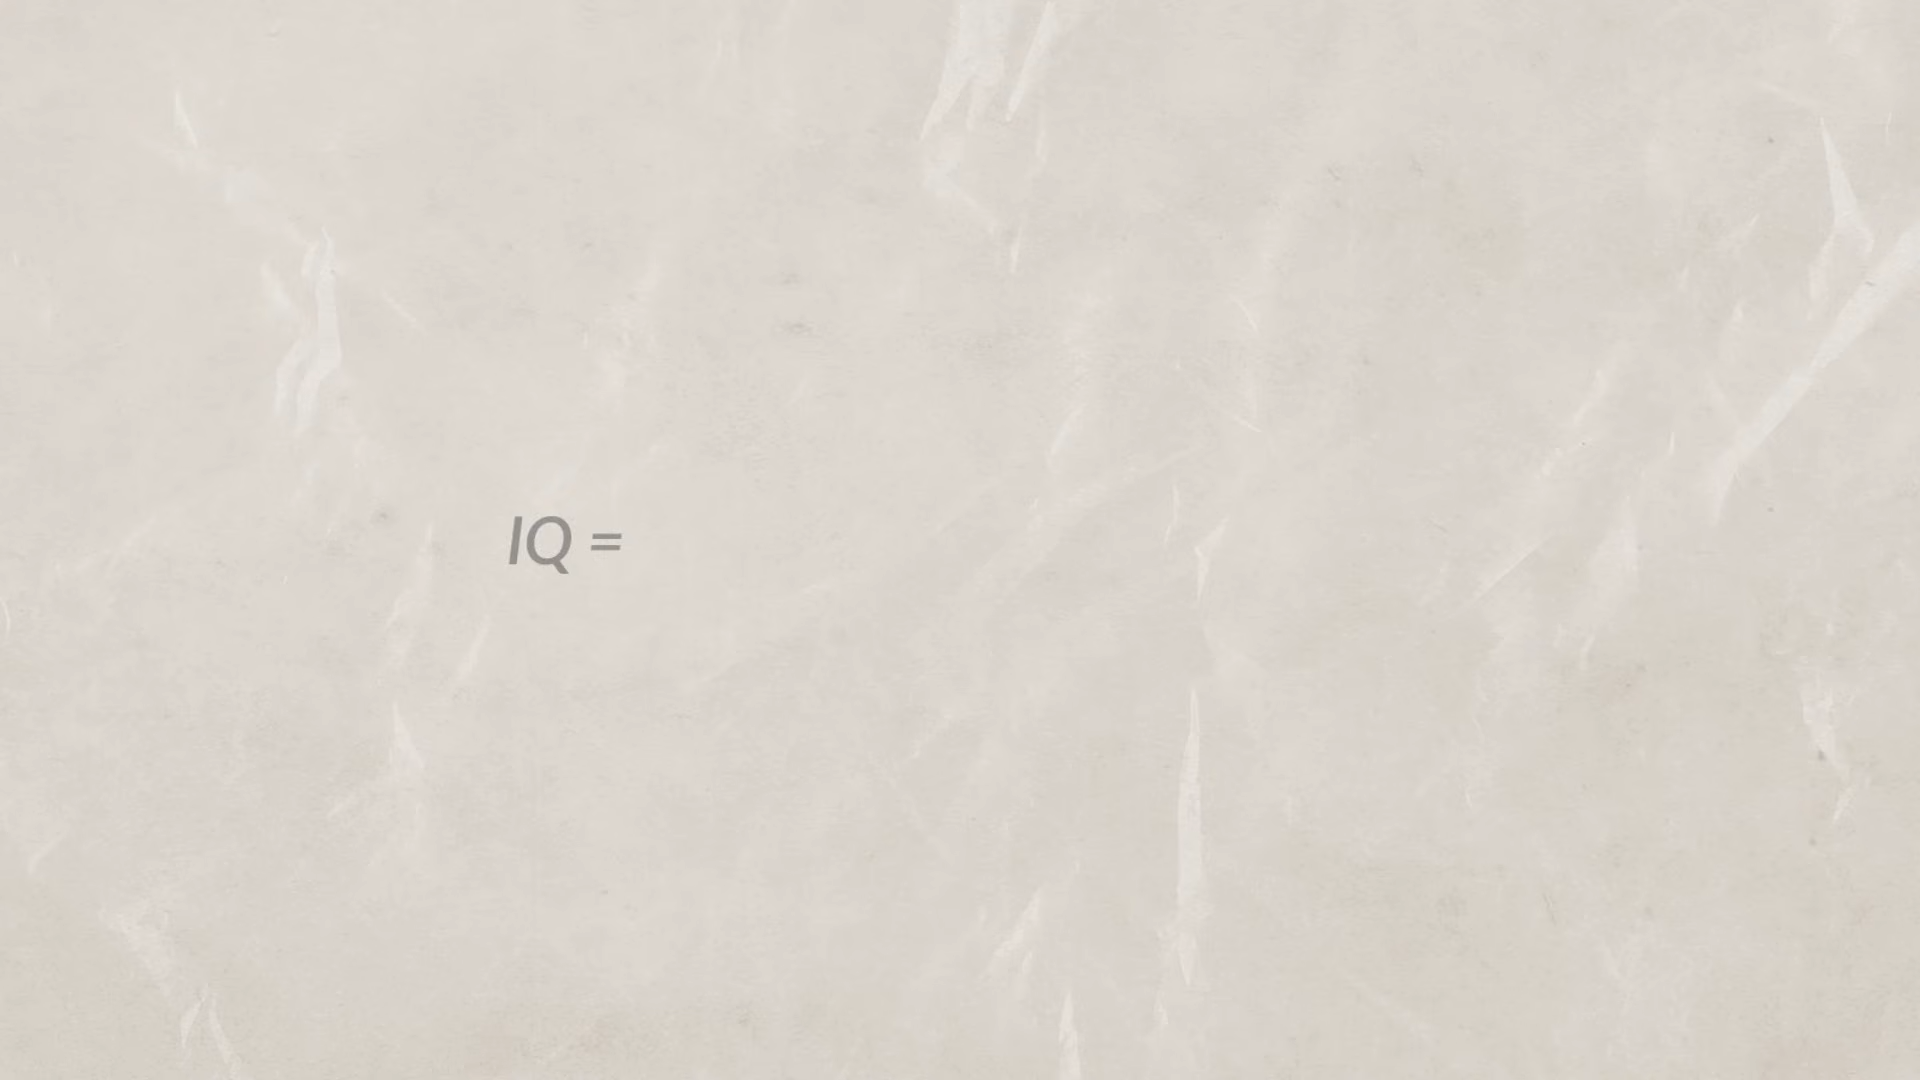 IQ =